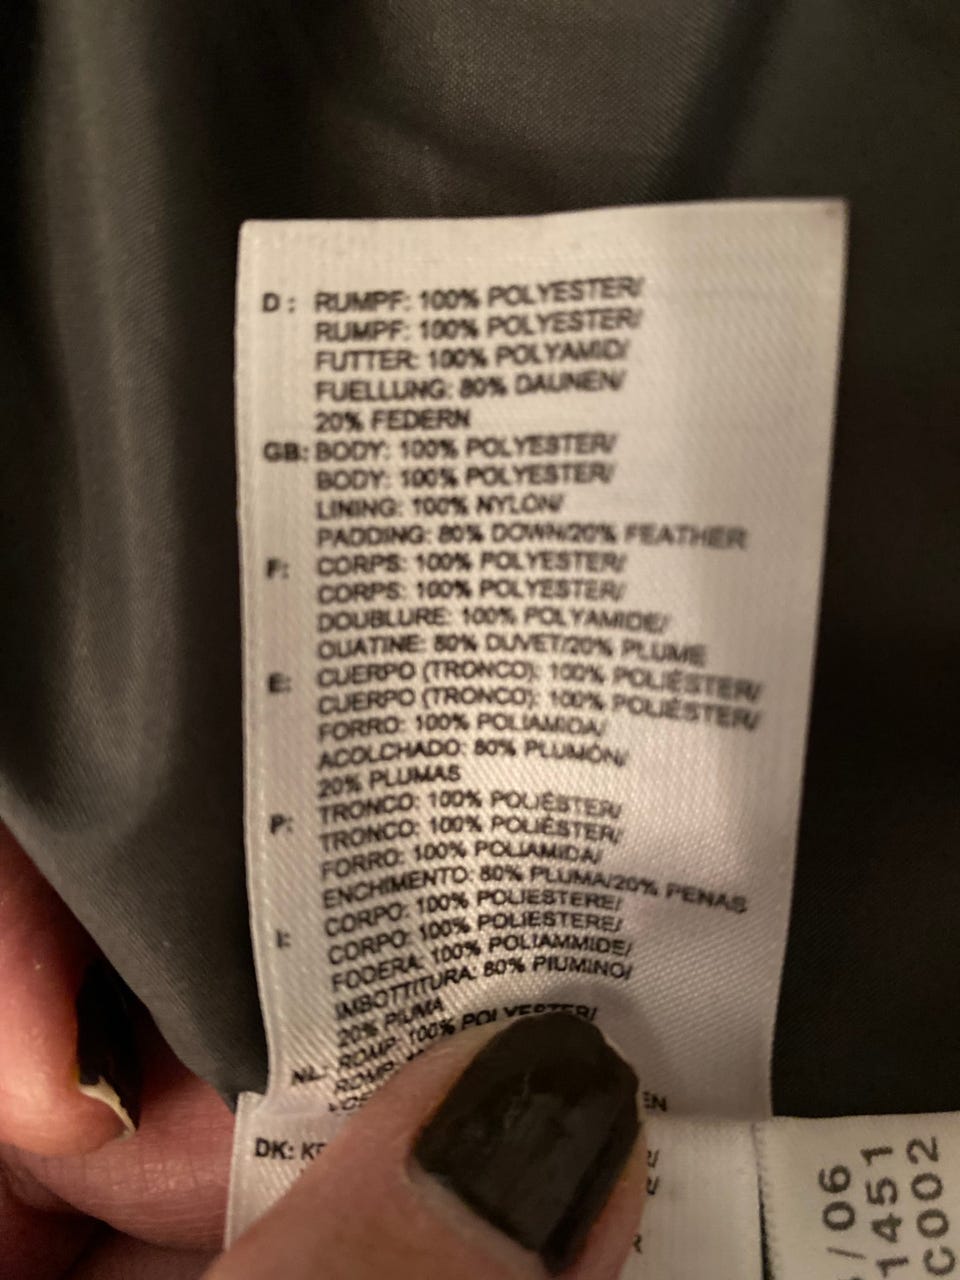 D: RUMPF: 100% POLYESTER/
RUMPF: 100% POLYESTER/
FUTTER: 100% POLYAMID/
FUELLUNG: 80% DAUNEN/
20% FEDERN
GB: BODY: 100% POLYESTER/
BODY: 100% POLYESTER/
LINING: 100% NYLON/
PADDING: 80% DOWN/20% FEATHER
F: CORPS: 100% POLYESTER/
CORPS: 100% POLYESTER/
DOUBLURE: 100% POLYAMIDE/
OUATINE: 80% DUVET/20% PLUME
E: CUERPO (TRONCO): 100% POLIÉSTER/
CUERPO (TRONCO): 100% POLIÉSTER/
FORRO: 100% POLIAMIDA/
ACOLCHADO: 80% PLUMÓN/
20% PLUMAS
P: TRONCO: 100% POLIÉSTER/
TRONCO: 100% POLIÉSTER/
FORRO: 100% POLIAMIDA/
ENCHIMENTO: 80% PLUMA/20% PENAS
I: CORPO: 100% POLIESTERE/
CORPO: 100% POLIESTERE/
FODERA: 100% POLIAMMIDE/
IMBOTTITURA: 80% PIUMINO/
20% PIUMA
NL: ROMP: 100% POLYESTER/
ROMP:
EN
DK:
/06
1451
C002